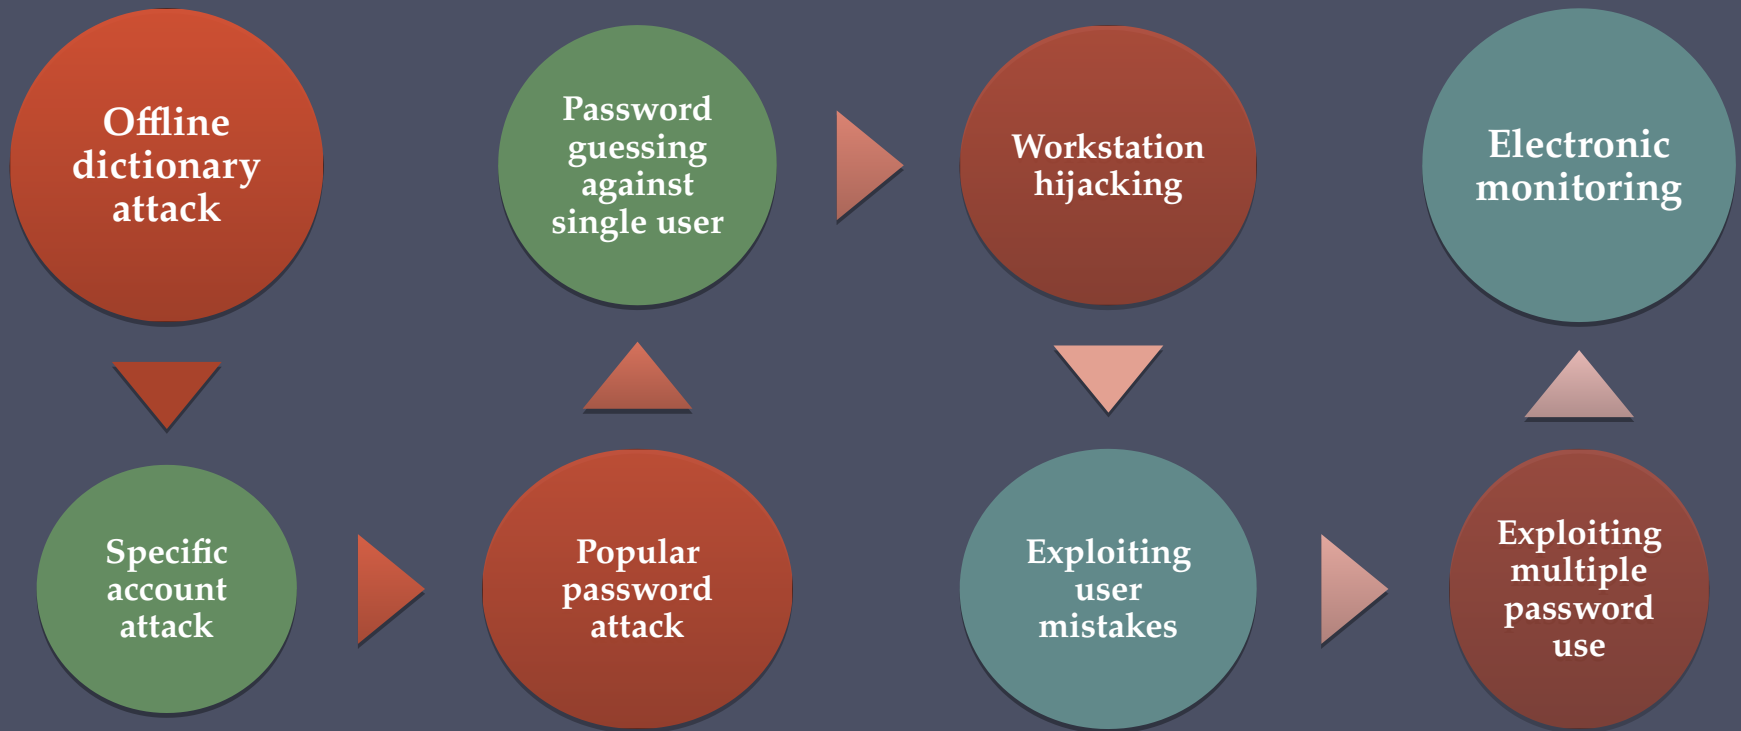 Offline
dictionary
attack
Specific
account
attack
Popular
password
attack
Password
guessing
against
single user
Workstation
hijacking
Exploiting
user
mistakes
Exploiting
multiple
password
use
Electronic
monitoring